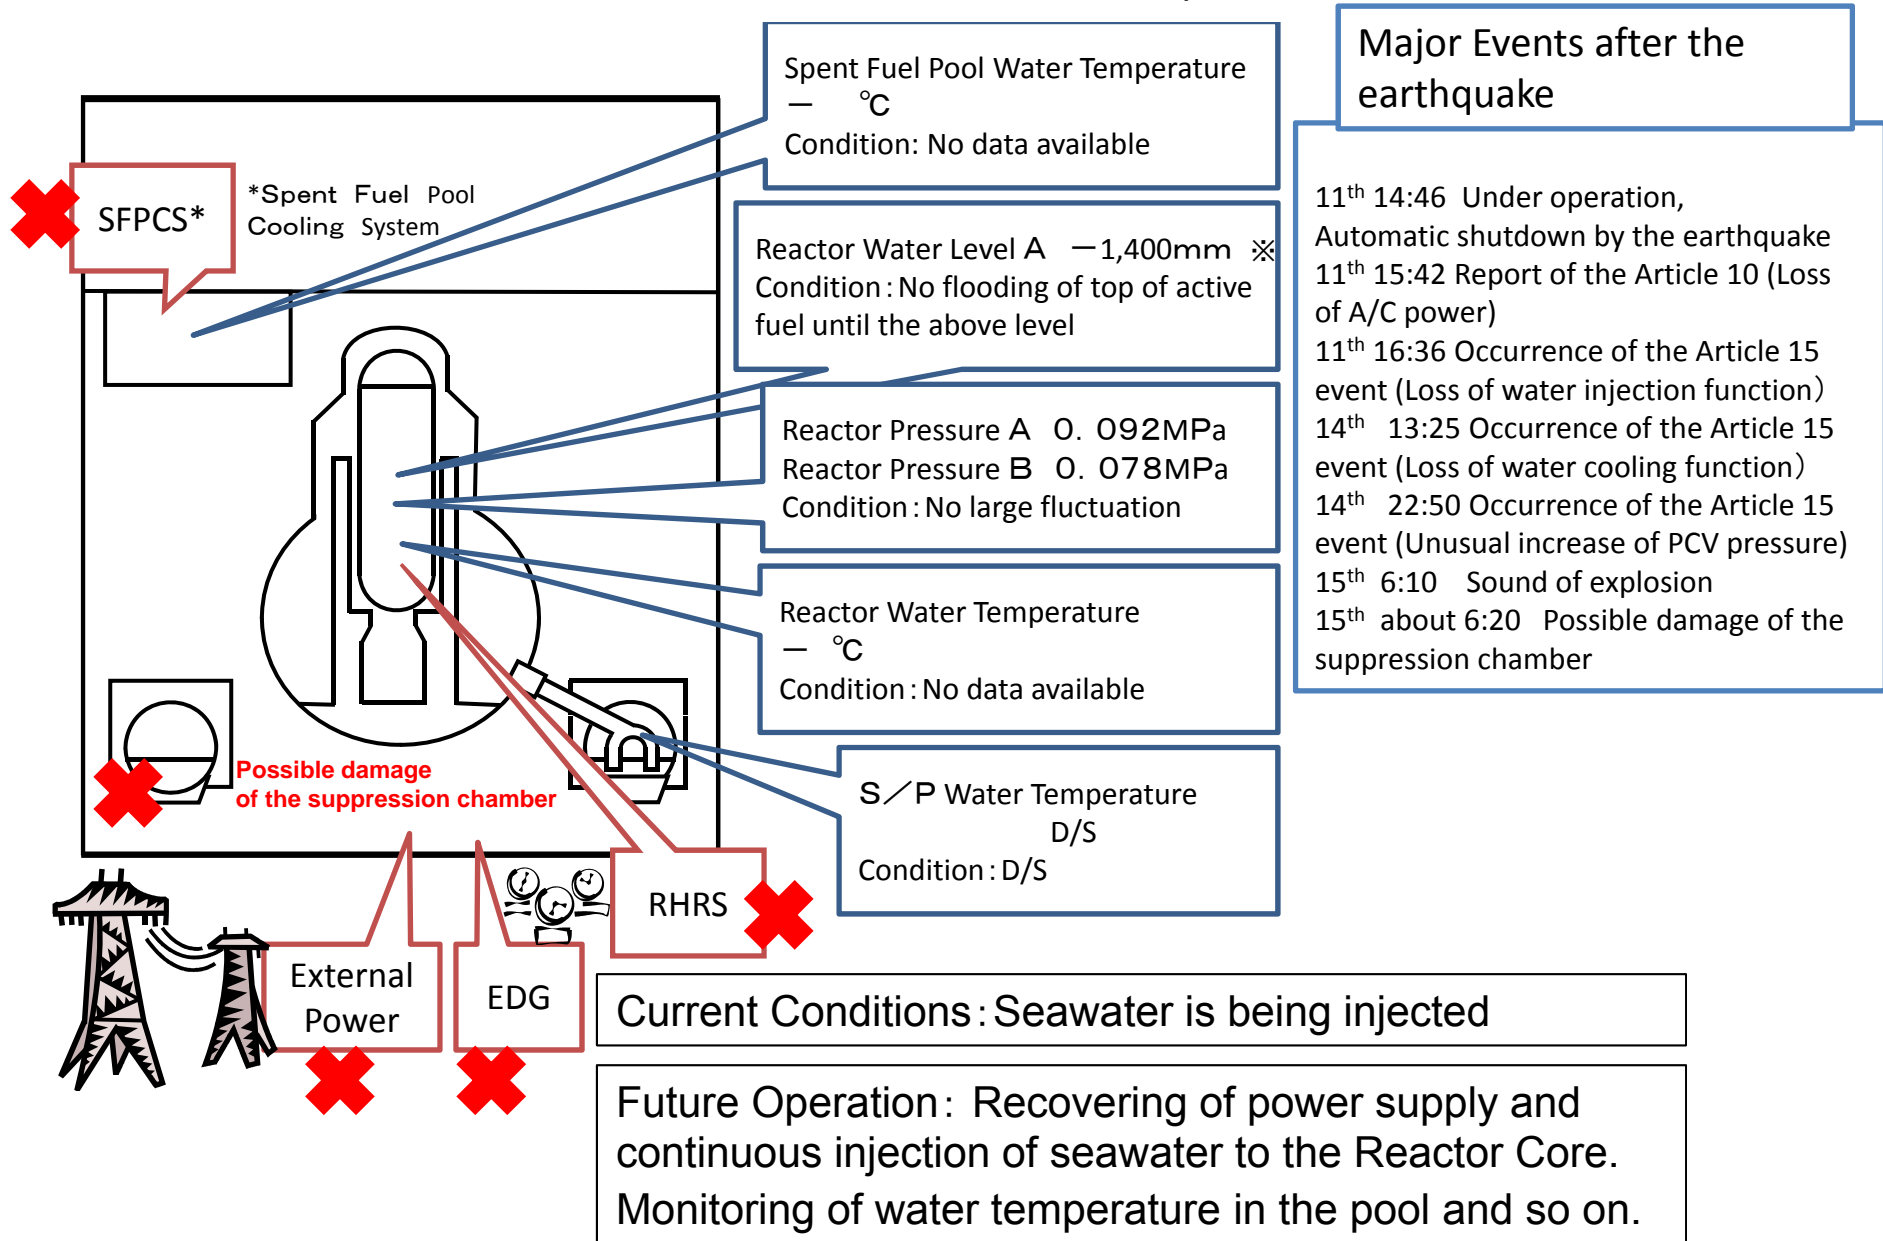 Spent Fuel Pool Water Temperature
－ ℃
Condition: No data available
SFPCS*
*Spent Fuel Pool
Cooling System
Reactor Water Level A －1,400mm ※
Condition：No flooding of top of active
fuel until the above level
Reactor Pressure A 0. 092MPa
Reactor Pressure B 0. 078MPa
Condition：No large fluctuation
Reactor Water Temperature
－ ℃
Condition：No data available
S／P Water Temperature
D/S
Condition：D/S
Possible damage
of the suppression chamber
RHRS
External
Power
EDG
Major Events after the
earthquake
11th 14:46 Under operation,
Automatic shutdown by the earthquake
11th 15:42 Report of the Article 10 (Loss
of A/C power)
11th 16:36 Occurrence of the Article 15
event (Loss of water injection function）
14th 13:25 Occurrence of the Article 15
event (Loss of water cooling function）
14th 22:50 Occurrence of the Article 15
event (Unusual increase of PCV pressure)
15th 6:10 Sound of explosion
15th about 6:20 Possible damage of the
suppression chamber
Current Conditions：Seawater is being injected
Future Operation：Recovering of power supply and
continuous injection of seawater to the Reactor Core.
Monitoring of water temperature in the pool and so on.